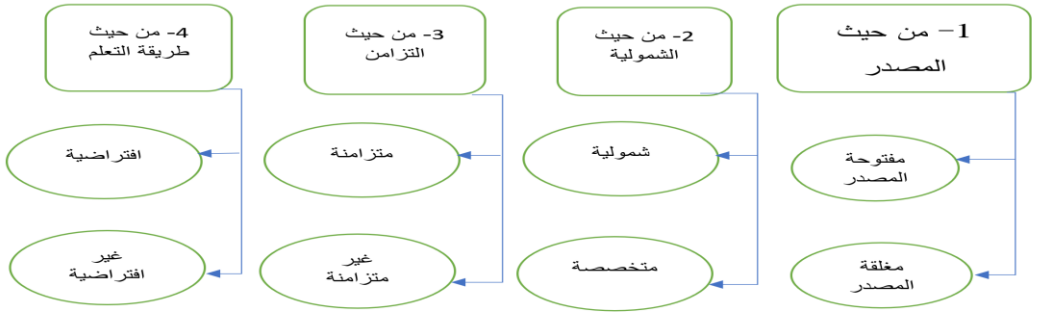 1- من حيث
المصدر
مفتوحة
المصدر
مغلقة
المصدر
2- من حيث
الشمولية
شمولية
متخصصة
3- من حيث
التزامن
متزامنة
غير
متزامنة
4- من حيث
طريقة التعلم
افتراضية
غير
افتراضية